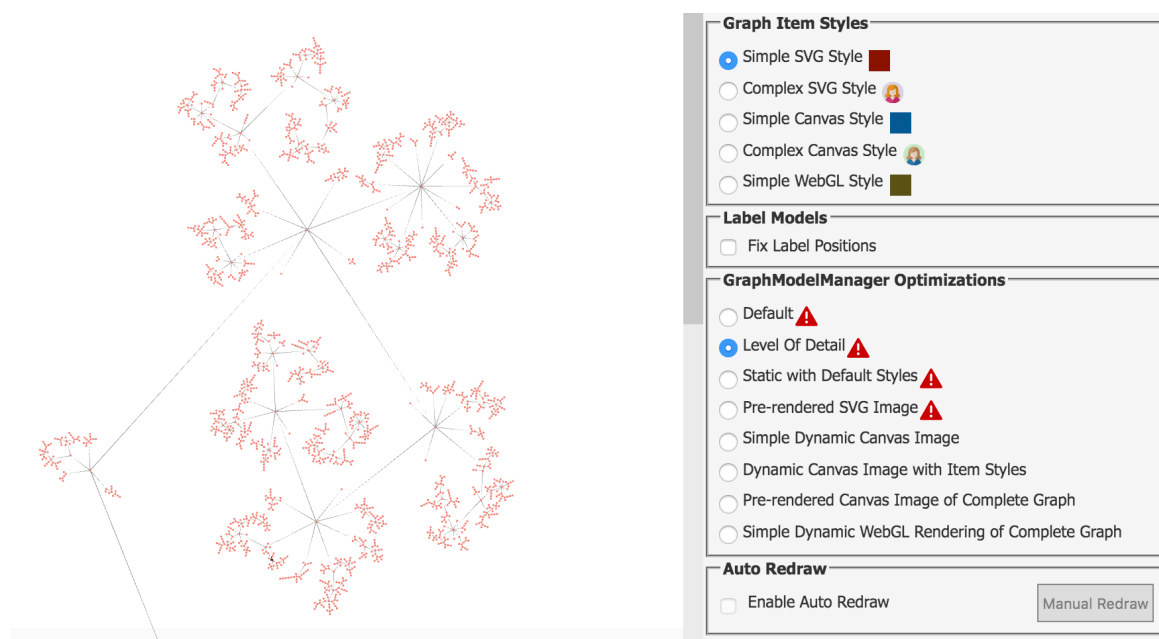 Graph Item Styles
Simple SVG Style
Complex SVG Style
Simple Canvas Style
Complex Canvas Style
Simple WebGL Style
Label Models
Fix Label Positions
GraphModelManager Optimizations
Default
Level Of Detail
Static with Default Styles
Pre-rendered SVG Image
Simple Dynamic Canvas Image
Dynamic Canvas Image with Item Styles
Pre-rendered Canvas Image of Complete Graph
Simple Dynamic WebGL Rendering of Complete Graph
Auto Redraw
Enable Auto Redraw
Manual Redraw